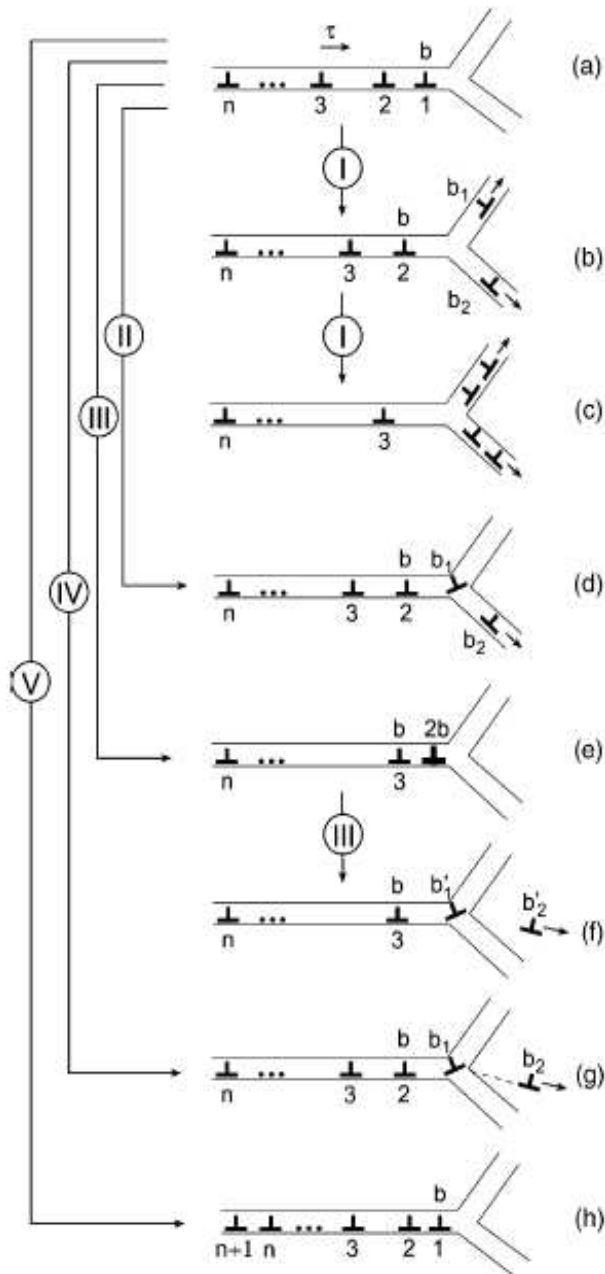 τ
b
(a)
n ... 3 2 1
I
b₁
b
(b)
n ... 3 2
b₂
II
I
(c)
n ... 3
III
b b₁
(d)
n ... 3 2
b₂
IV
V
b 2b
(e)
n ... 3
III
b b'₁ b'₂
(f)
n ... 3
b b₁ b₂
(g)
n ... 3 2
b
(h)
n+1 n ... 3 2 1